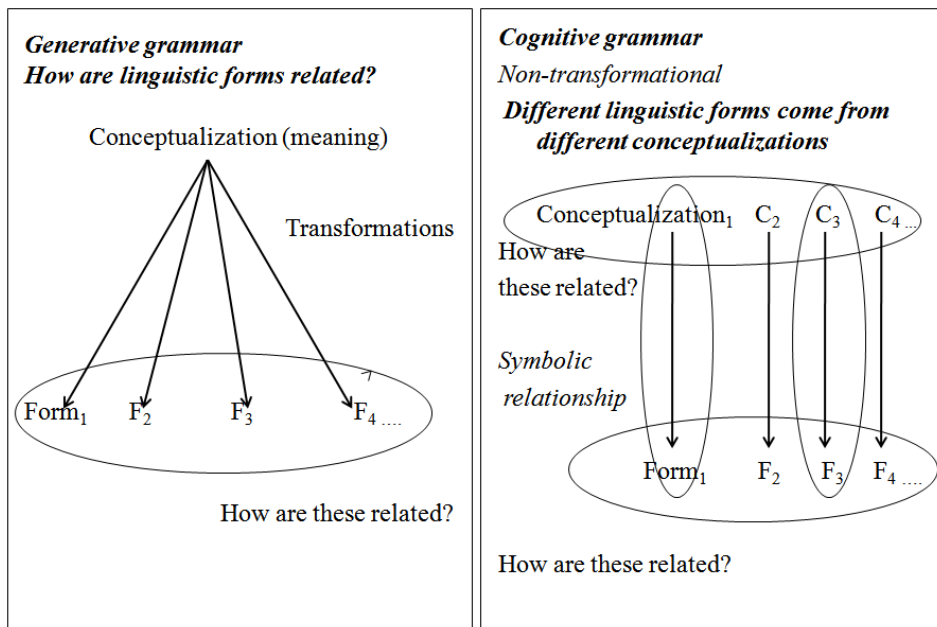 Generative grammar
How are linguistic forms related?
Conceptualization (meaning)
Transformations
Form₁ F₂ F₃ F₄ ....
How are these related?
Cognitive grammar
Non-transformational
Different linguistic forms come from
different conceptualizations
Conceptualization₁ C₂ C₃ C₄ ...
How are
these related?
Symbolic
relationship
Form₁ F₂ F₃ F₄ ....
How are these related?